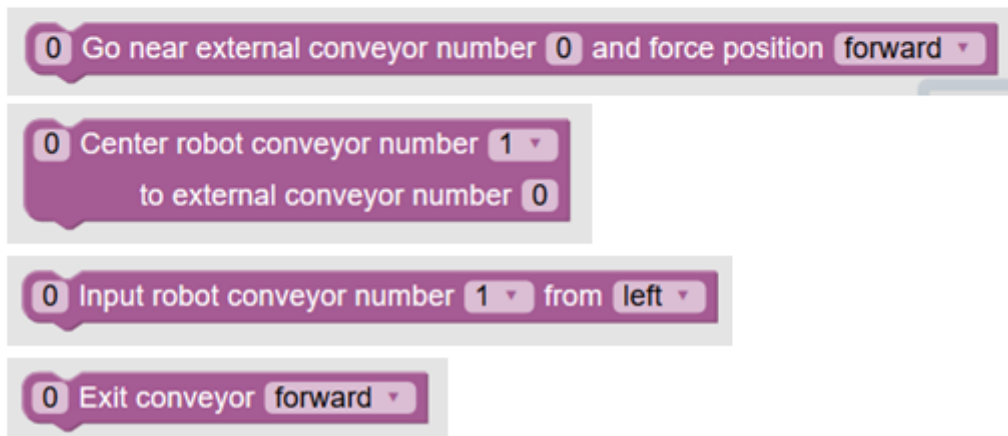 0 Go near external conveyor number 0 and force position forward
0 Center robot conveyor number 1
to external conveyor number 0
0 Input robot conveyor number 1 from left
0 Exit conveyor forward